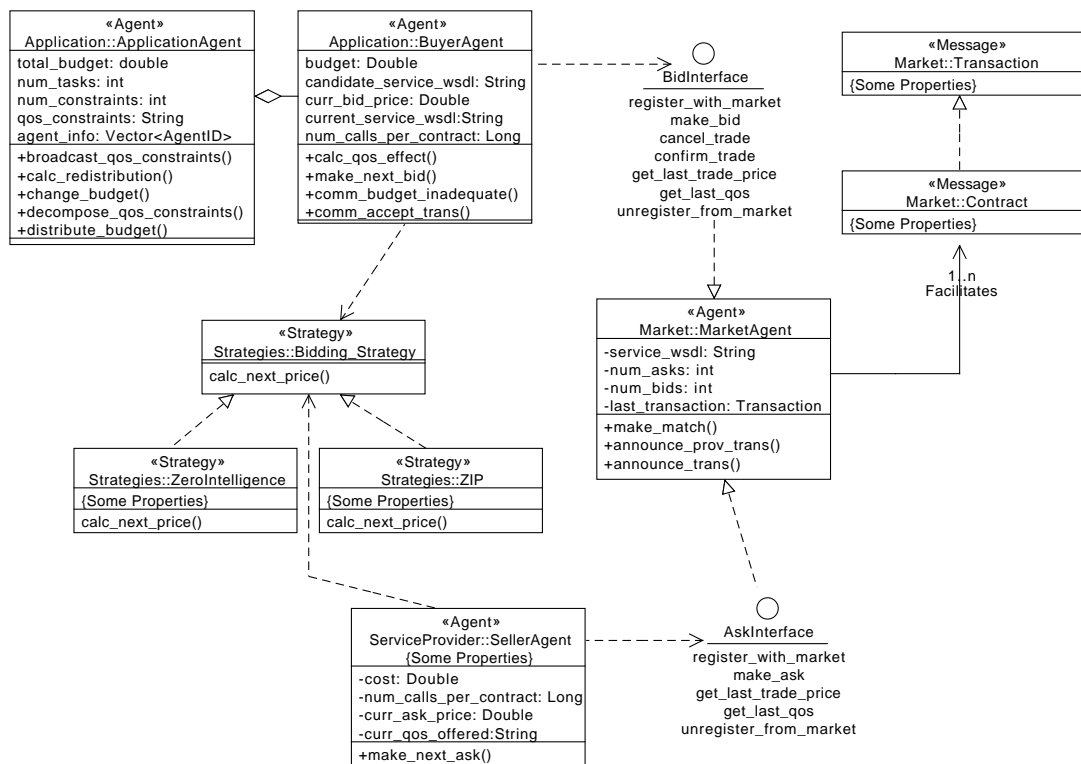 «Agent»
Application::ApplicationAgent
total_budget: double
num_tasks: int
num_constraints: int
qos_constraints: String
agent_info: Vector<AgentID>
+broadcast_qos_constraints()
+calc_redistribution()
+change_budget()
+decompose_qos_constraints()
+distribute_budget()
«Agent»
Application::BuyerAgent
budget: Double
candidate_service_wsdl: String
curr_bid_price: Double
current_service_wsdl:String
num_calls_per_contract: Long
+calc_qos_effect()
+make_next_bid()
+comm_budget_inadequate()
+comm_accept_trans()
BidInterface
register_with_market
make_bid
cancel_trade
confirm_trade
get_last_trade_price
get_last_qos
unregister_from_market
«Message»
Market::Transaction
{Some Properties}
«Message»
Market::Contract
{Some Properties}
1..n
Facilitates
«Agent»
Market::MarketAgent
-service_wsdl: String
-num_asks: int
-num_bids: int
-last_transaction: Transaction
+make_match()
+announce_prov_trans()
+announce_trans()
«Strategy»
Strategies::Bidding_Strategy
calc_next_price()
«Strategy»
Strategies::ZeroIntelligence
{Some Properties}
calc_next_price()
«Strategy»
Strategies::ZIP
{Some Properties}
calc_next_price()
«Agent»
ServiceProvider::SellerAgent
{Some Properties}
-cost: Double
-num_calls_per_contract: Long
-curr_ask_price: Double
-curr_qos_offered:String
+make_next_ask()
AskInterface
register_with_market
make_ask
get_last_trade_price
get_last_qos
unregister_from_market